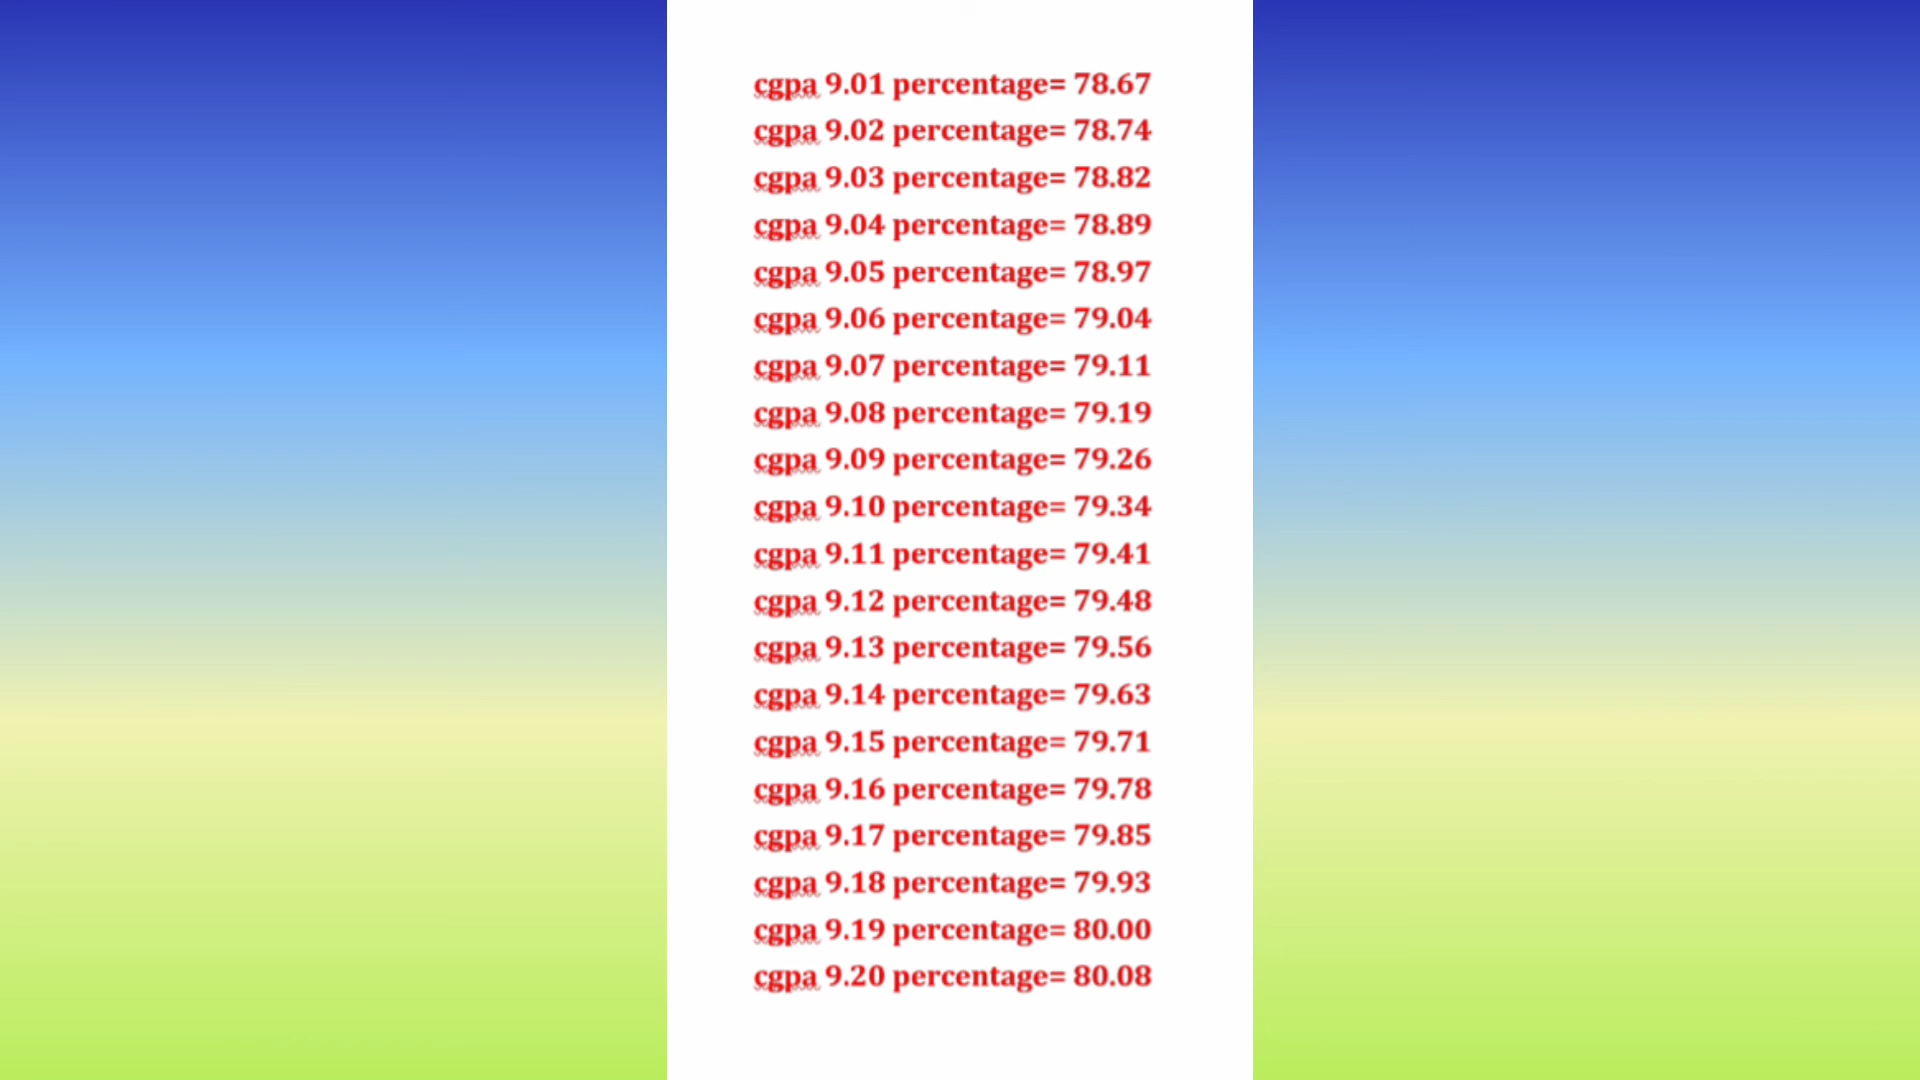 cgpa 9.01 percentage= 78.67
cgpa 9.02 percentage= 78.74
cgpa 9.03 percentage= 78.82
cgpa 9.04 percentage= 78.89
cgpa 9.05 percentage= 78.97
cgpa 9.06 percentage= 79.04
cgpa 9.07 percentage= 79.11
cgpa 9.08 percentage= 79.19
cgpa 9.09 percentage= 79.26
cgpa 9.10 percentage= 79.34
cgpa 9.11 percentage= 79.41
cgpa 9.12 percentage= 79.48
cgpa 9.13 percentage= 79.56
cgpa 9.14 percentage= 79.63
cgpa 9.15 percentage= 79.71
cgpa 9.16 percentage= 79.78
cgpa 9.17 percentage= 79.85
cgpa 9.18 percentage= 79.93
cgpa 9.19 percentage= 80.00
cgpa 9.20 percentage= 80.08